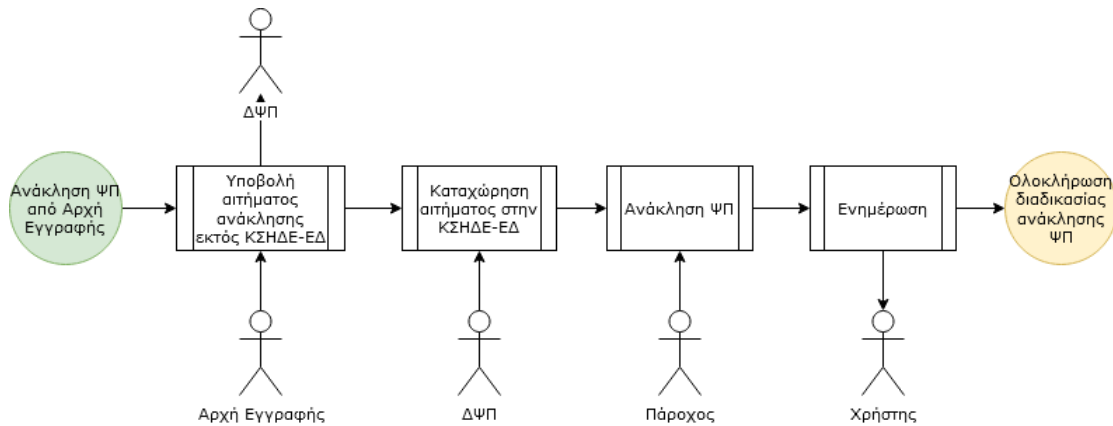 ΔΨΠ
Ανάκληση ΨΠ
από Αρχή
Εγγραφής
Υποβολή
αιτήματος
ανάκλησης
εκτός ΚΣΗΔΕ-ΕΔ
Καταχώρηση
αιτήματος στην
ΚΣΗΔΕ-ΕΔ
Ανάκληση ΨΠ
Ενημέρωση
Ολοκλήρωση
διαδικασίας
ανάκλησης
ΨΠ
Αρχή Εγγραφής
ΔΨΠ
Πάροχος
Χρήστης